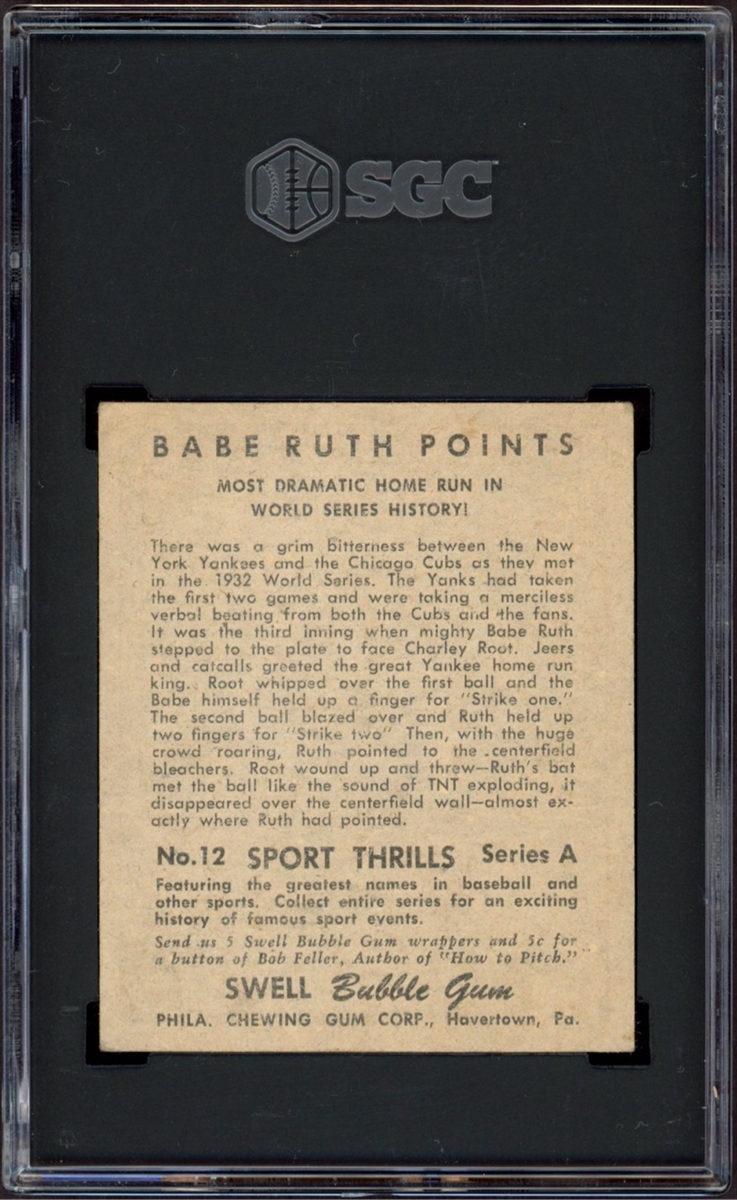 SGC
BABE RUTH POINTS
MOST DRAMATIC HOME RUN IN
WORLD SERIES HISTORY!
There was a grim bitterness between the New
York Yankees and the Chicago Cubs as they met
in the 1932 World Series. The Yanks had taken
the first two games and were taking a merciless
verbal beating from both the Cubs and the fans.
It was the third inning when mighty Babe Ruth
stepped to the plate to face Charley Root. Jeers
and catcalls greeted the great Yankee home run
king. Root whipped over the first ball and the
Babe himself held up a finger for "Strike one."
The second ball blazed over and Ruth held up
two fingers for "Strike two" Then, with the huge
crowd roaring, Ruth pointed to the centerfield
bleachers. Root wound up and threw—Ruth's bat
met the ball like the sound of TNT exploding, it
disappeared over the centerfield wall—almost ex-
actly where Ruth had pointed.
No.12 SPORT THRILLS Series A
Featuring the greatest names in baseball and
other sports. Collect entire series for an exciting
history of famous sport events.
Send us 5 Swell Bubble Gum wrappers and 5c for
a button of Bob Feller, Author of "How to Pitch."
SWELL Bubble Gum
PHILA. CHEWING GUM CORP., Havertown, Pa.